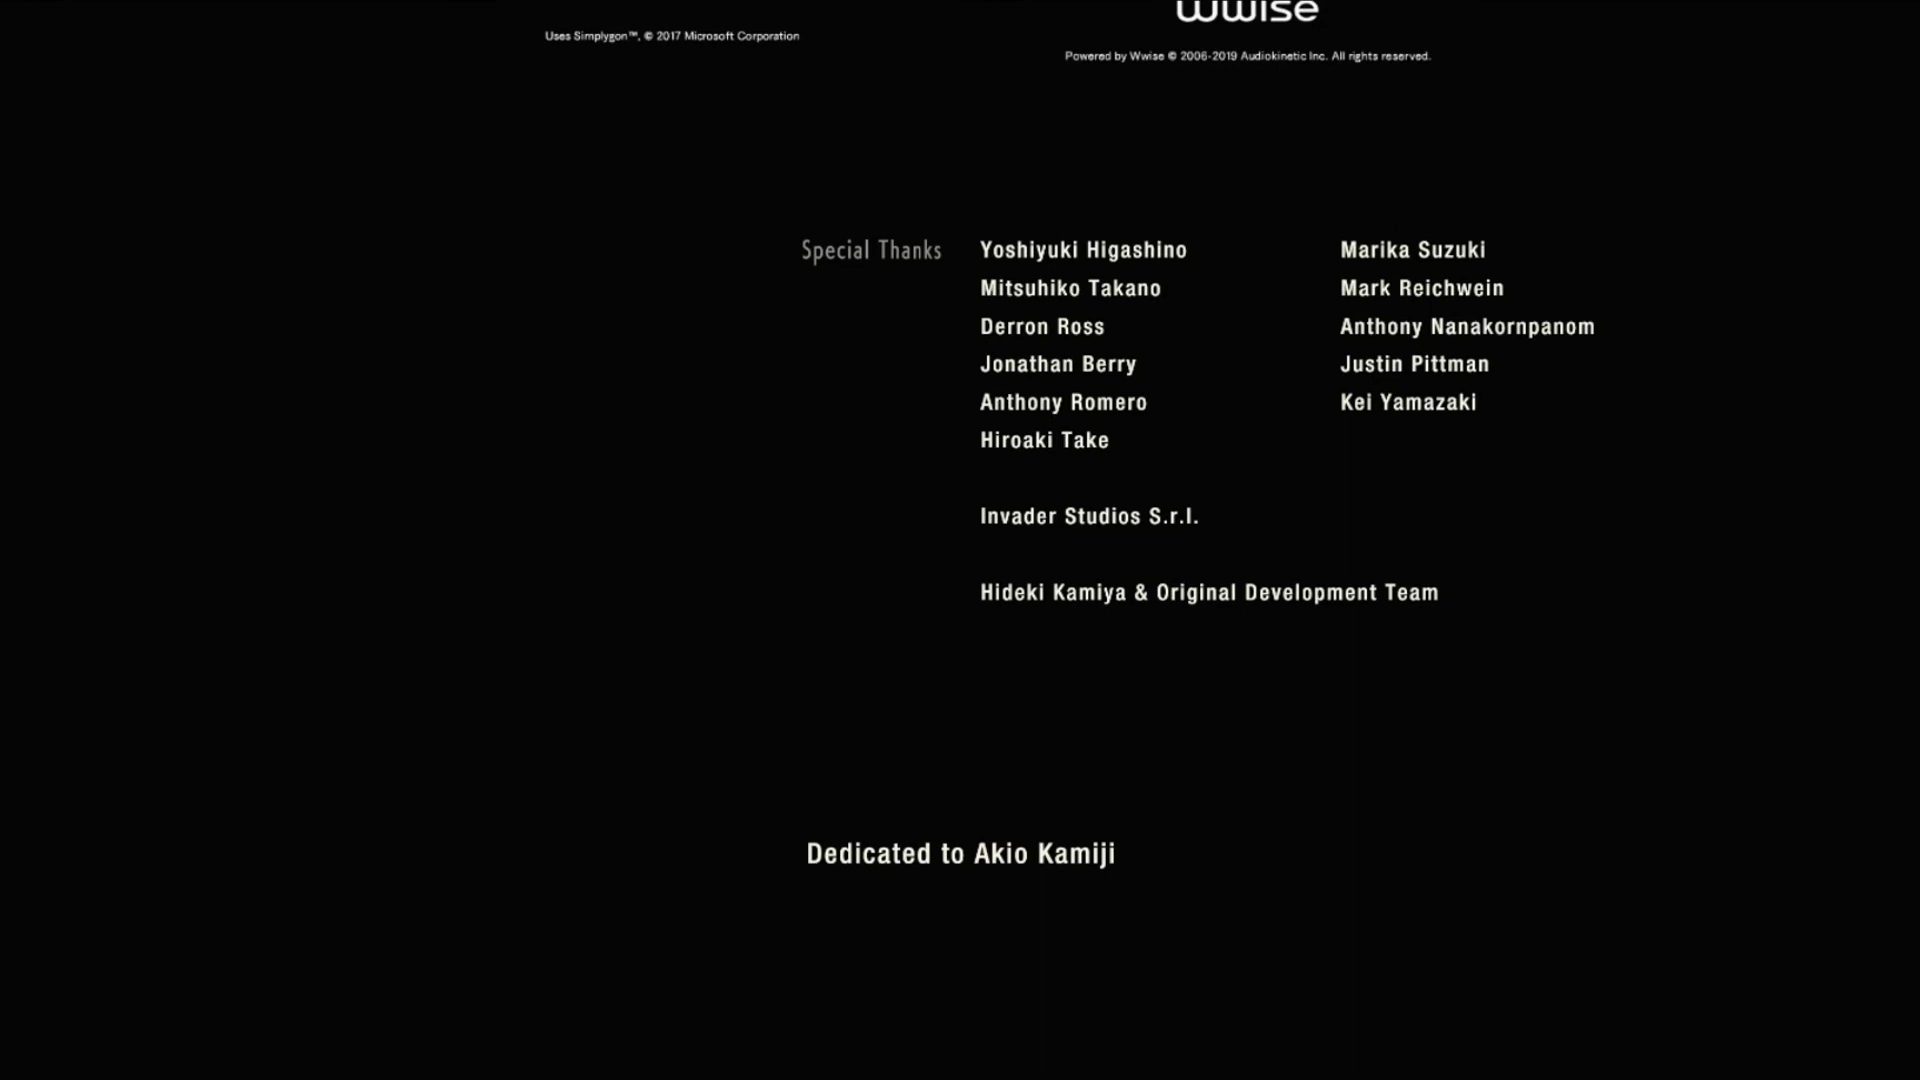 wwise
Uses Simplygon™, © 2017 Microsoft Corporation
Powered by Wwise © 2006-2019 Audiokinetic Inc. All rights reserved.
Special Thanks
Yoshiyuki Higashino Marika Suzuki
Mitsuhiko Takano Mark Reichwein
Derron Ross Anthony Nanakornpanom
Jonathan Berry Justin Pittman
Anthony Romero Kei Yamazaki
Hiroaki Take
Invader Studios S.r.l.
Hideki Kamiya & Original Development Team
Dedicated to Akio Kamiji